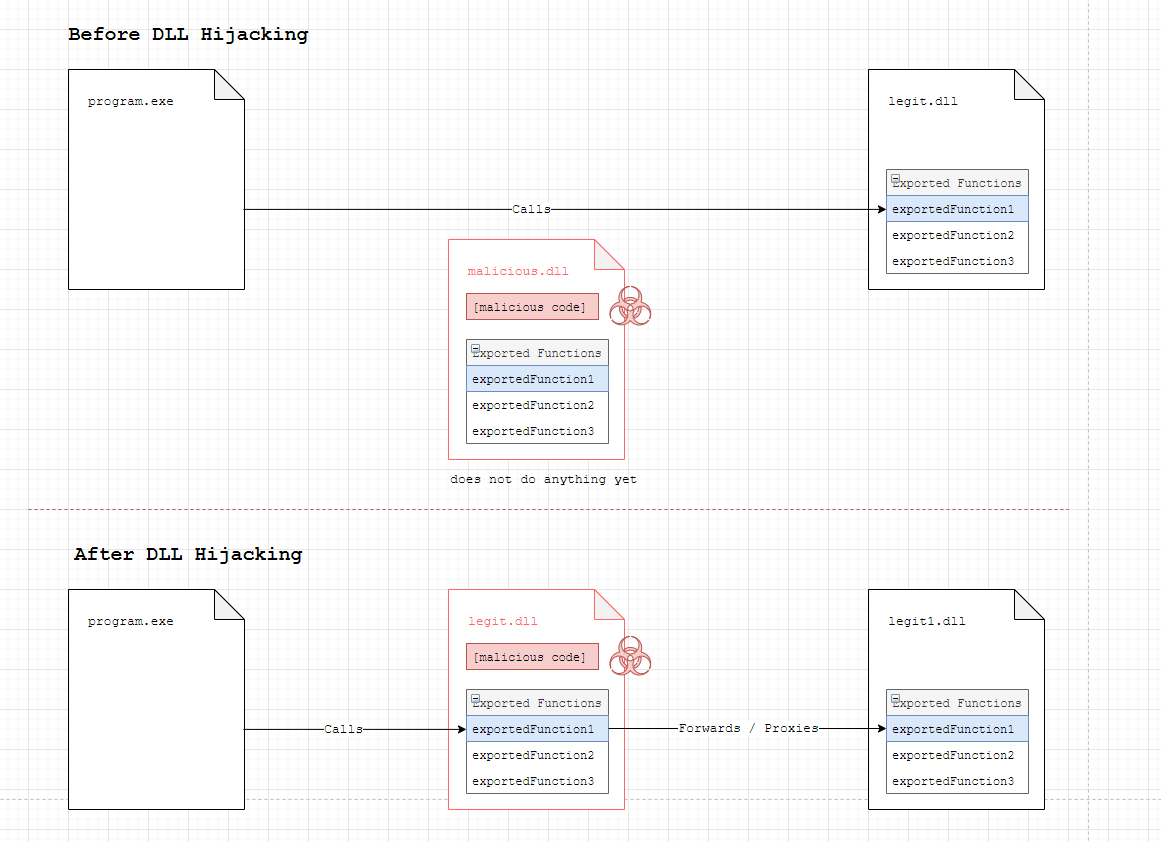 Before DLL Hijacking
program.exe
legit.dll
Exported Functions
Calls
exportedFunction1
exportedFunction2
exportedFunction3
malicious.dll
[malicious code]
Exported Functions
exportedFunction1
exportedFunction2
exportedFunction3
does not do anything yet
After DLL Hijacking
program.exe
legit.dll
legit1.dll
[malicious code]
Exported Functions
Exported Functions
Calls
exportedFunction1
Forwards / Proxies
exportedFunction1
exportedFunction2
exportedFunction2
exportedFunction3
exportedFunction3